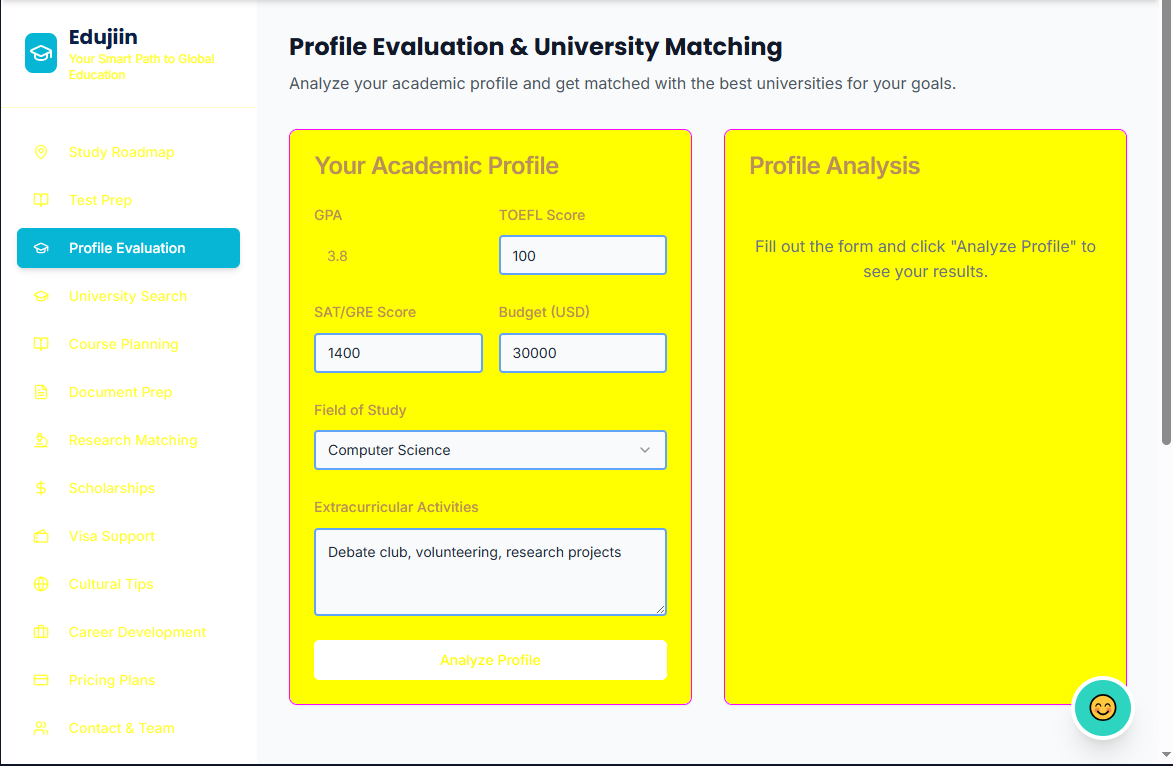 Edujiin
Your Smart Path to Global
Education
Study Roadmap
Test Prep
Profile Evaluation
University Search
Course Planning
Document Prep
Research Matching
Scholarships
Visa Support
Cultural Tips
Career Development
Pricing Plans
Contact & Team
Profile Evaluation & University Matching
Analyze your academic profile and get matched with the best universities for your goals.
Your Academic Profile
GPA
3.8
TOEFL Score
100
SAT/GRE Score
1400
Budget (USD)
30000
Field of Study
Computer Science
Extracurricular Activities
Debate club, volunteering, research projects
Analyze Profile
Profile Analysis
Fill out the form and click "Analyze Profile" to
see your results.